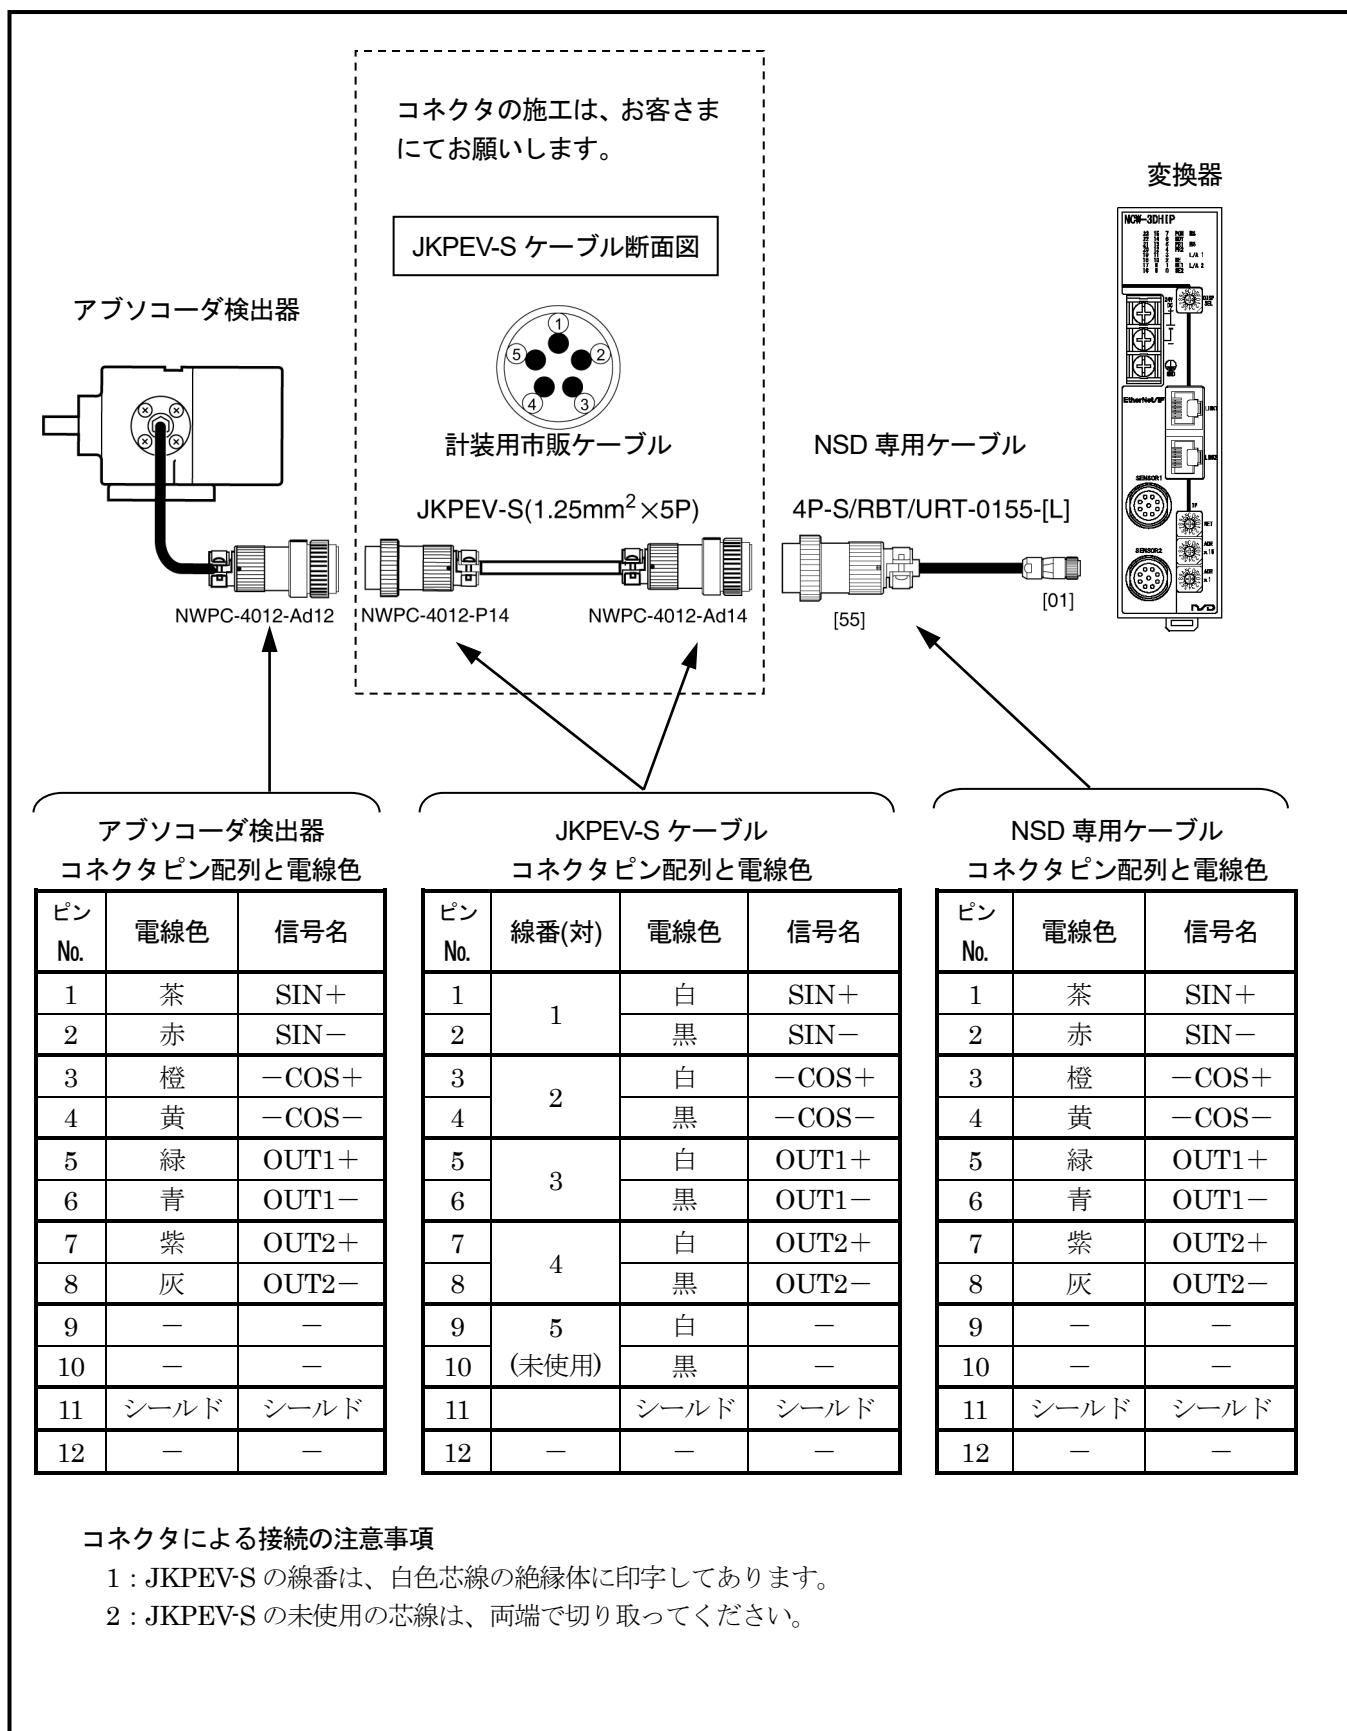 コネクタの施工は、お客さま
にてお願いします。
変換器
JKPEV-S ケーブル断面図
アブソコーダ検出器
NCW-3DHIP
1
5
2
4
3
EtherNet/IP
LINK1
LINK2
SENSOR1
SENSOR2
計装用市販ケーブル
NSD 専用ケーブル
JKPEV-S(1.25mm²×5P)
4P-S/RBT/URT-0155-[L]
NWPC-4012-Ad12
NWPC-4012-P14
NWPC-4012-Ad14
[55]
[01]
アブソコーダ検出器
コネクタピン配列と電線色
ピンNo. 電線色 信号名
1 茶 SIN+
2 赤 SIN−
3 橙 −COS+
4 黄 −COS−
5 緑 OUT1+
6 青 OUT1−
7 紫 OUT2+
8 灰 OUT2−
9 − −
10 − −
11 シールド シールド
12 − −
JKPEV-S ケーブル
コネクタピン配列と電線色
ピンNo. 線番(対) 電線色 信号名
1 1 白 SIN+
2 黒 SIN−
3 2 白 −COS+
4 黒 −COS−
5 3 白 OUT1+
6 黒 OUT1−
7 4 白 OUT2+
8 黒 OUT2−
9 5 白 −
10 (未使用) 黒 −
11 シールド シールド
12 − − −
NSD 専用ケーブル
コネクタピン配列と電線色
ピンNo. 電線色 信号名
1 茶 SIN+
2 赤 SIN−
3 橙 −COS+
4 黄 −COS−
5 緑 OUT1+
6 青 OUT1−
7 紫 OUT2+
8 灰 OUT2−
9 − −
10 − −
11 シールド シールド
12 − −
コネクタによる接続の注意事項
1：JKPEV-S の線番は、白色芯線の絶縁体に印字してあります。
2：JKPEV-S の未使用の芯線は、両端で切り取ってください。